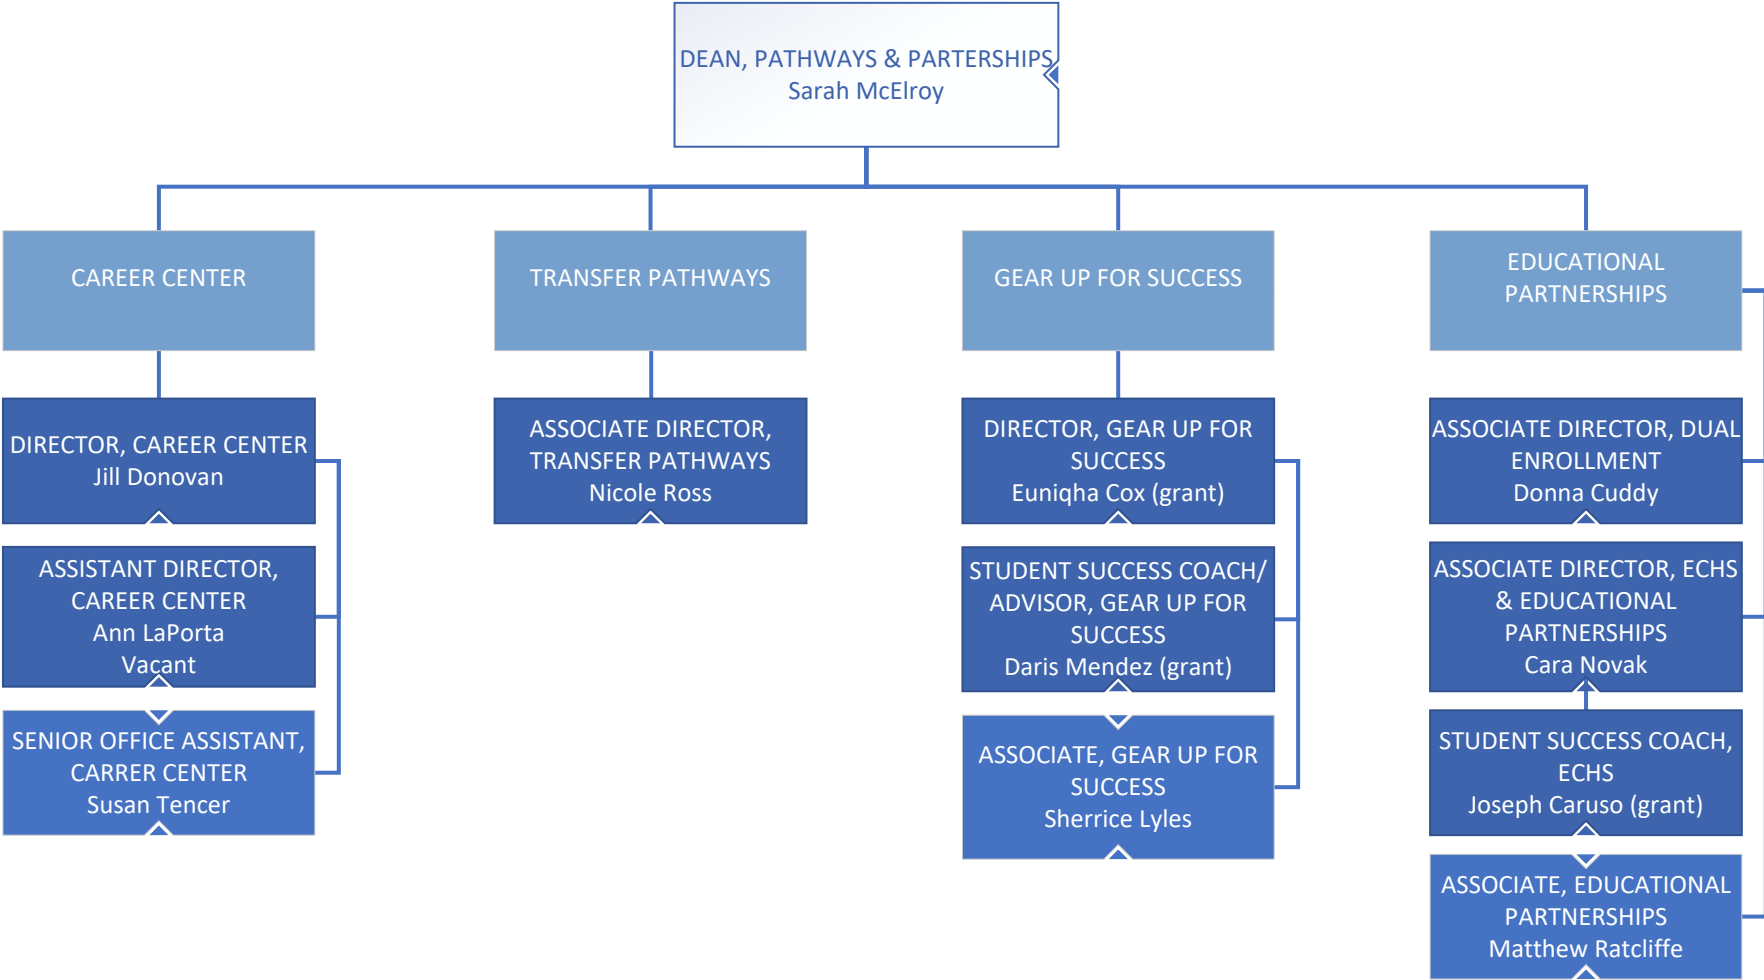 DEAN, PATHWAYS & PARTERSHIPS
Sarah McElroy
CAREER CENTER
TRANSFER PATHWAYS
GEAR UP FOR SUCCESS
EDUCATIONAL
PARTNERSHIPS
DIRECTOR, CAREER CENTER
Jill Donovan
ASSISTANT DIRECTOR,
CAREER CENTER
Ann LaPorta
Vacant
SENIOR OFFICE ASSISTANT,
CARRER CENTER
Susan Tencer
ASSOCIATE DIRECTOR,
TRANSFER PATHWAYS
Nicole Ross
DIRECTOR, GEAR UP FOR
SUCCESS
Euniqha Cox (grant)
STUDENT SUCCESS COACH/
ADVISOR, GEAR UP FOR
SUCCESS
Daris Mendez (grant)
ASSOCIATE, GEAR UP FOR
SUCCESS
Sherrice Lyles
ASSOCIATE DIRECTOR, DUAL
ENROLLMENT
Donna Cuddy
ASSOCIATE DIRECTOR, ECHS
& EDUCATIONAL
PARTNERSHIPS
Cara Novak
STUDENT SUCCESS COACH,
ECHS
Joseph Caruso (grant)
ASSOCIATE, EDUCATIONAL
PARTNERSHIPS
Matthew Ratcliffe